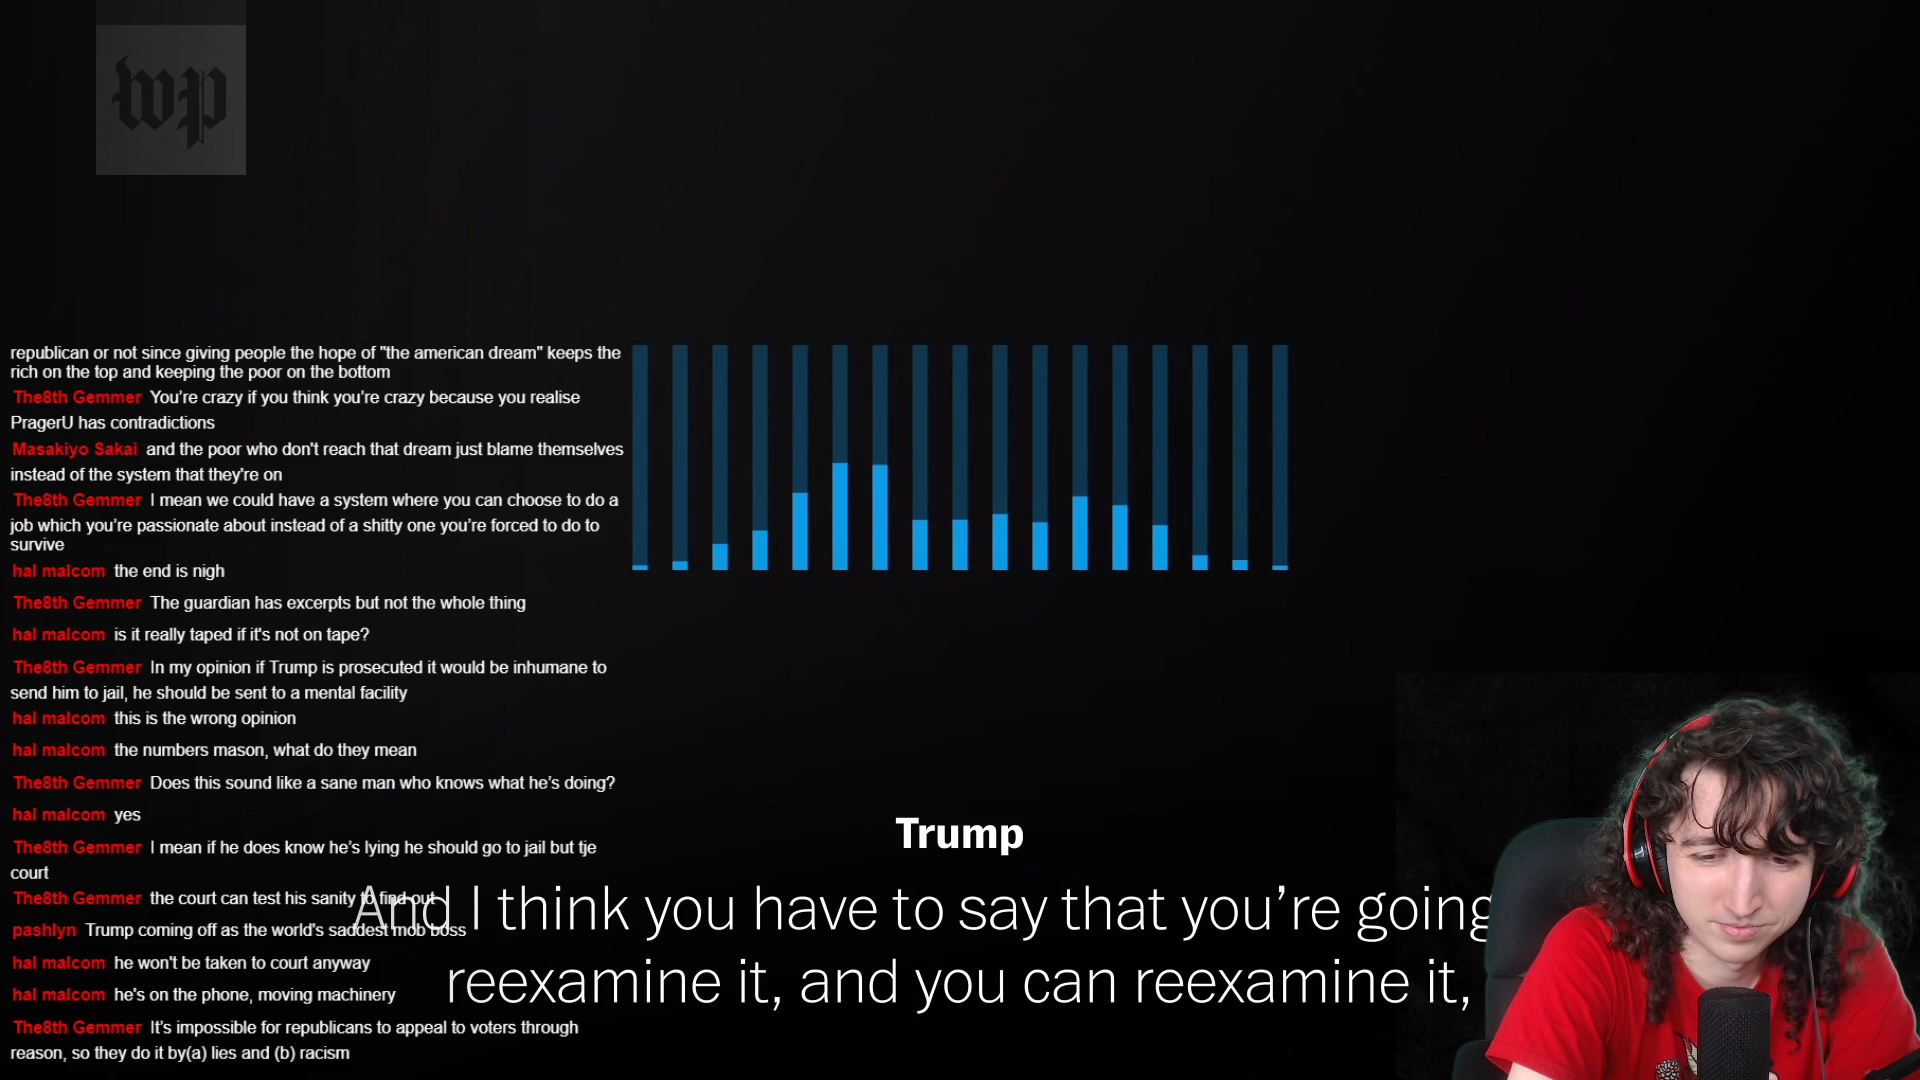 wp
republican or not since giving people the hope of "the american dream" keeps the
rich on the top and keeping the poor on the bottom
The8th Gemmer You’re crazy if you think you’re crazy because you realise
PragerU has contradictions
Masakiyo Sakai and the poor who don't reach that dream just blame themselves
instead of the system that they're on
The8th Gemmer I mean we could have a system where you can choose to do a
job which you’re passionate about instead of a shitty one you’re forced to do to
survive
hal malcom the end is nigh
The8th Gemmer The guardian has excerpts but not the whole thing
hal malcom is it really taped if it's not on tape?
The8th Gemmer In my opinion if Trump is prosecuted it would be inhumane to
send him to jail, he should be sent to a mental facility
hal malcom this is the wrong opinion
hal malcom the numbers mason, what do they mean
The8th Gemmer Does this sound like a sane man who knows what he’s doing?
hal malcom yes
The8th Gemmer I mean if he does know he’s lying he should go to jail but tje
court
The8th Gemmer the court can test his sanity to find out
pashlyn Trump coming off as the world's saddest mob boss
hal malcom he won't be taken to court anyway
hal malcom he's on the phone, moving machinery
The8th Gemmer It’s impossible for republicans to appeal to voters through
reason, so they do it by(a) lies and (b) racism
Trump
And I think you have to say that you’re going
reexamine it, and you can reexamine it,